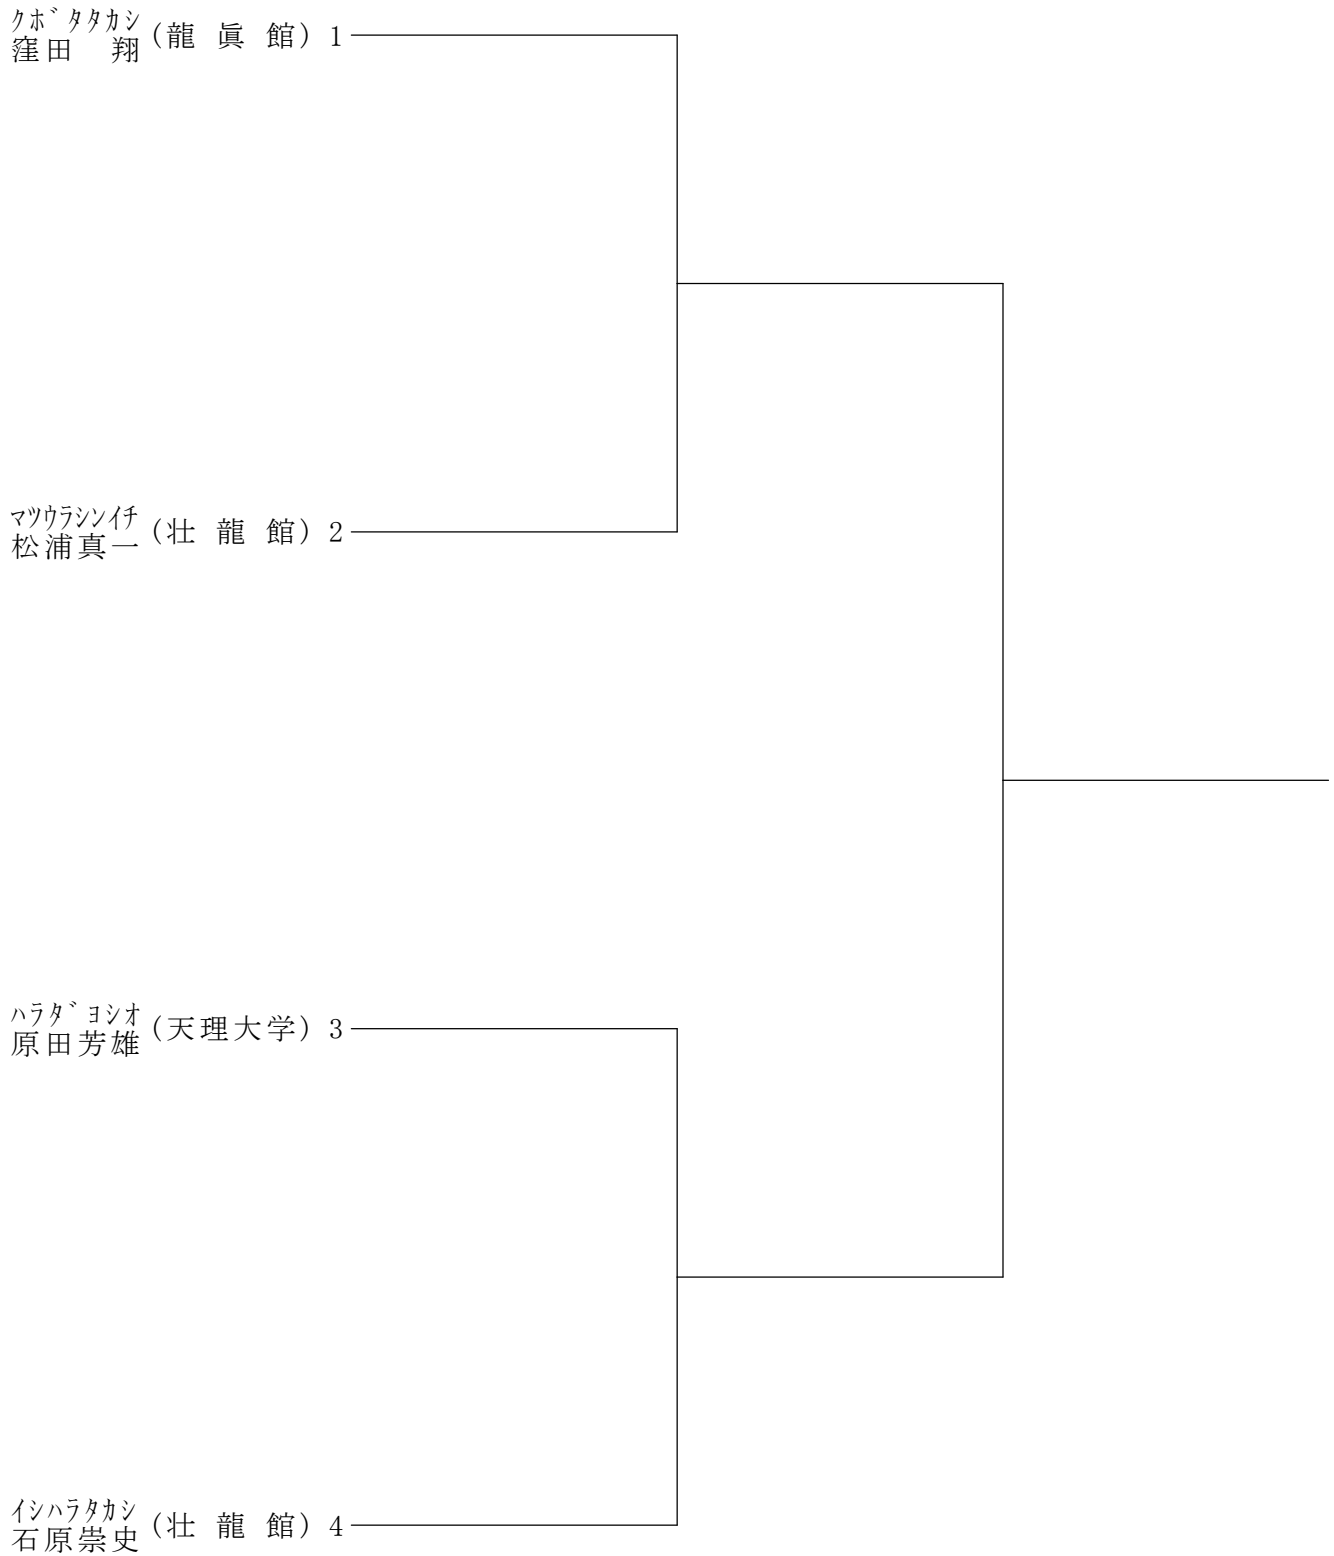 クボタタカシ
窪田 翔 (龍眞館) 1
マツウラシンイチ
松浦真一 (壮龍館) 2
ハラダヨシオ
原田芳雄 (天理大学) 3
イシハラタカシ
石原崇史 (壮龍館) 4